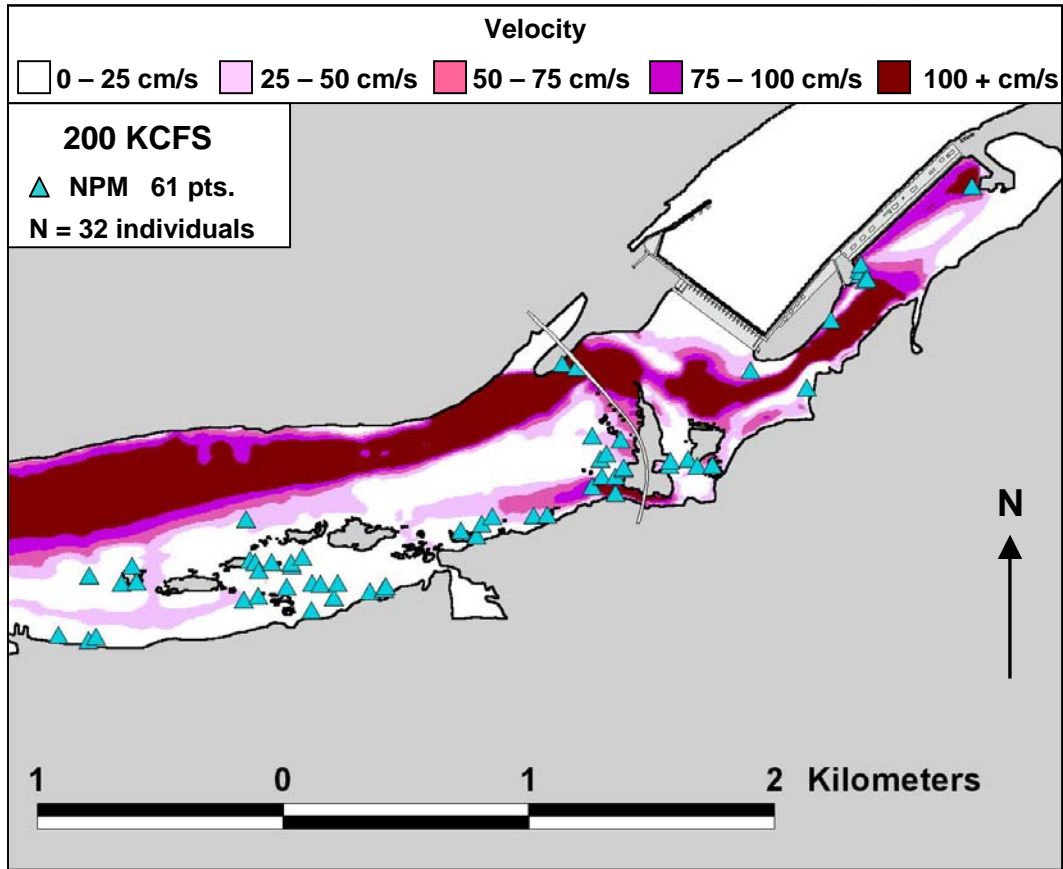 Velocity
0 – 25 cm/s 25 – 50 cm/s 50 – 75 cm/s 75 – 100 cm/s 100 + cm/s
200 KCFS
NPM 61 pts.
N = 32 individuals
N
1 0 1 2 Kilometers